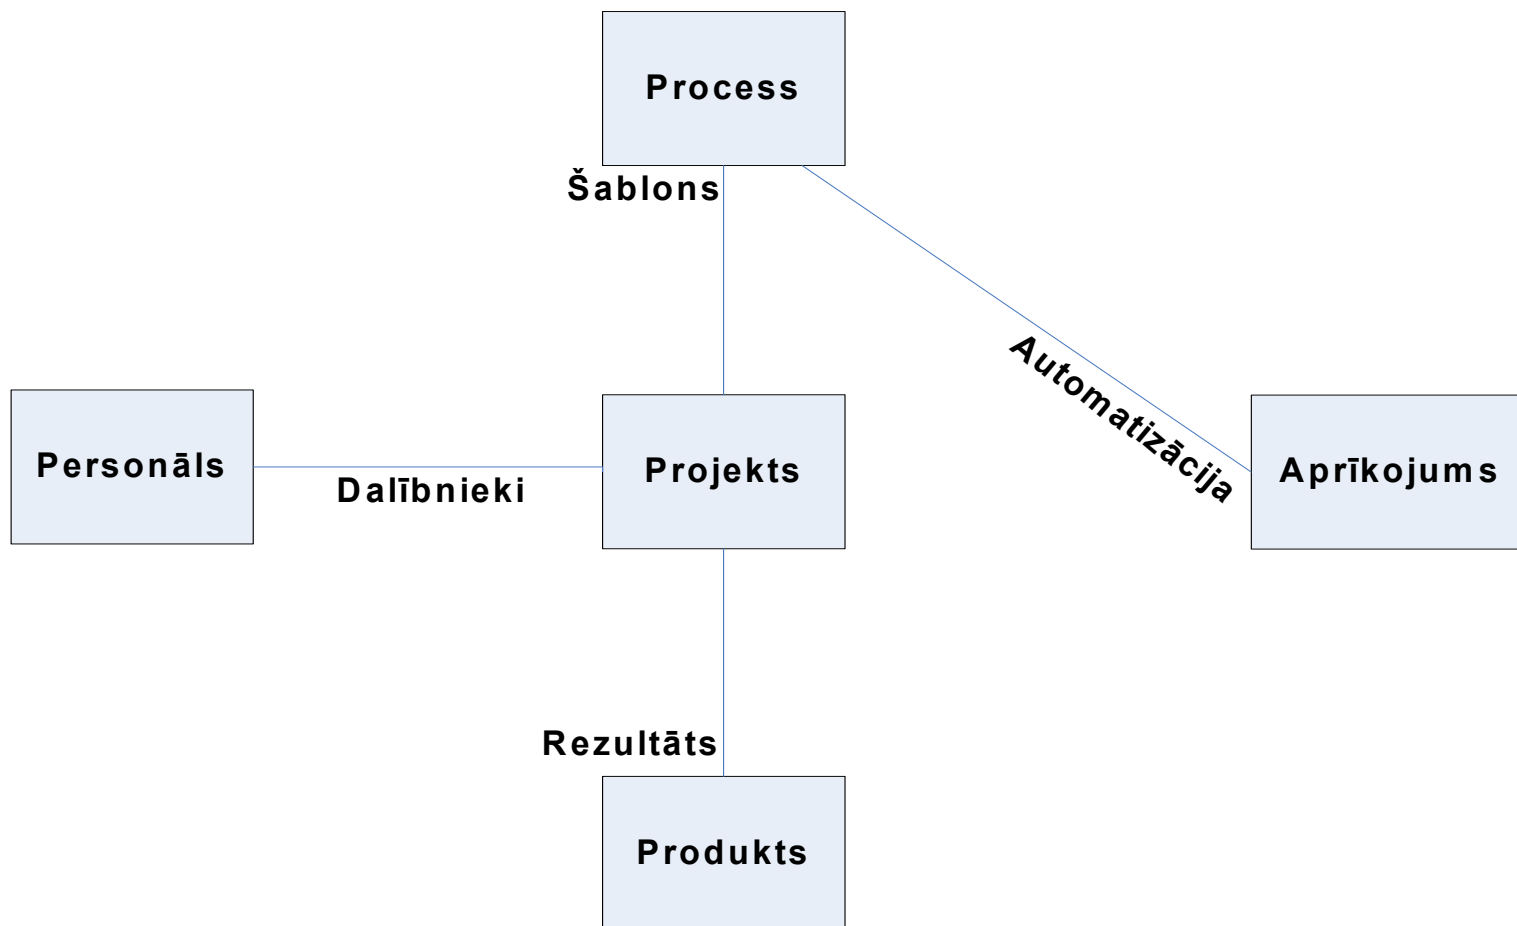 Process
Šablons
Automatizācija
Personāls
Dalībnieki
Projekts
Aprīkojums
Rezultāts
Produkts